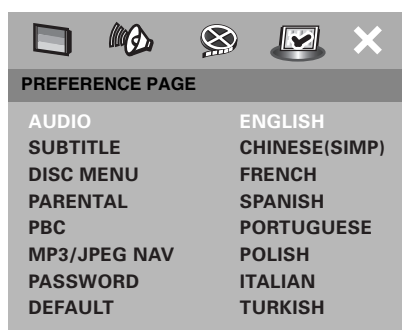 PREFERENCE PAGE
AUDIO ENGLISH
SUBTITLE CHINESE(SIMP)
DISC MENU FRENCH
PARENTAL SPANISH
PBC PORTUGUESE
MP3/JPEG NAV POLISH
PASSWORD ITALIAN
DEFAULT TURKISH